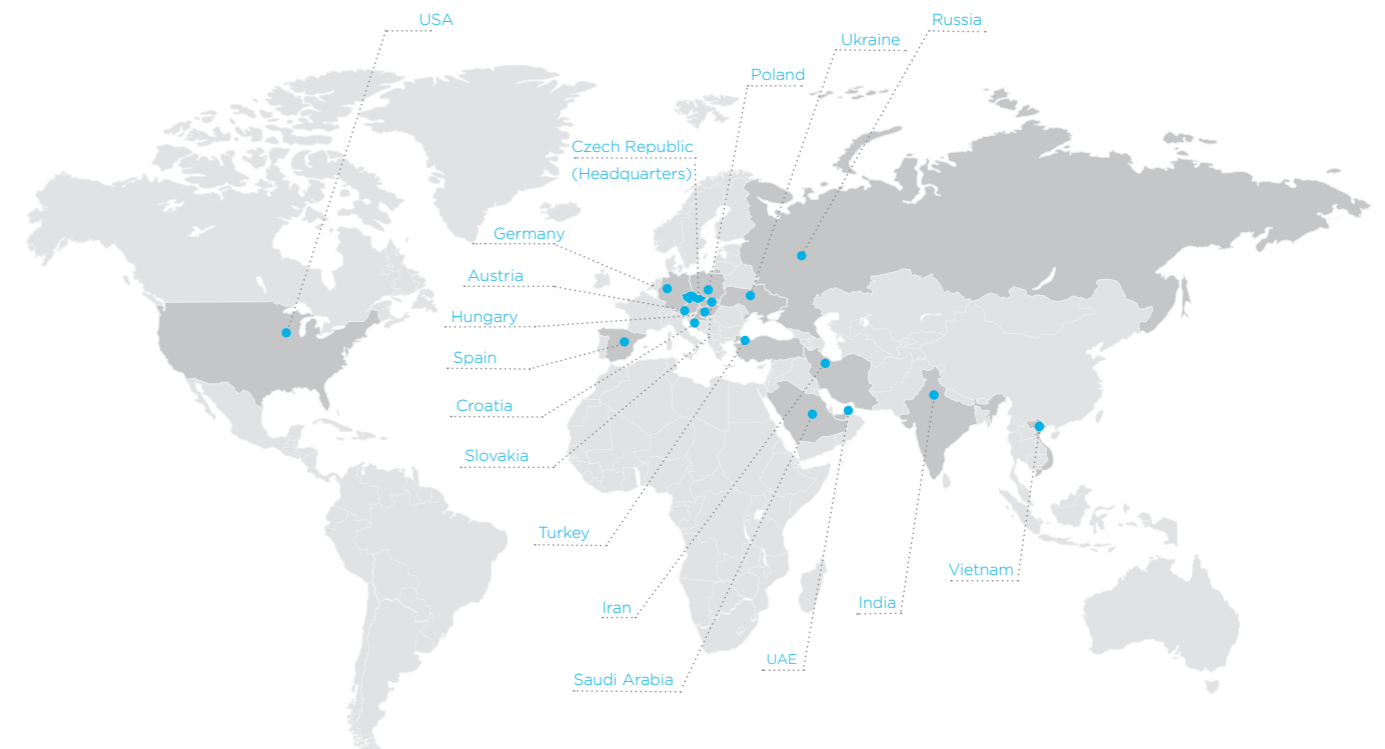 USA
Russia
Ukraine
Poland
Czech Republic
(Headquarters)
Germany
Austria
Hungary
Spain
Croatia
Slovakia
Turkey
Vietnam
India
Iran
UAE
Saudi Arabia